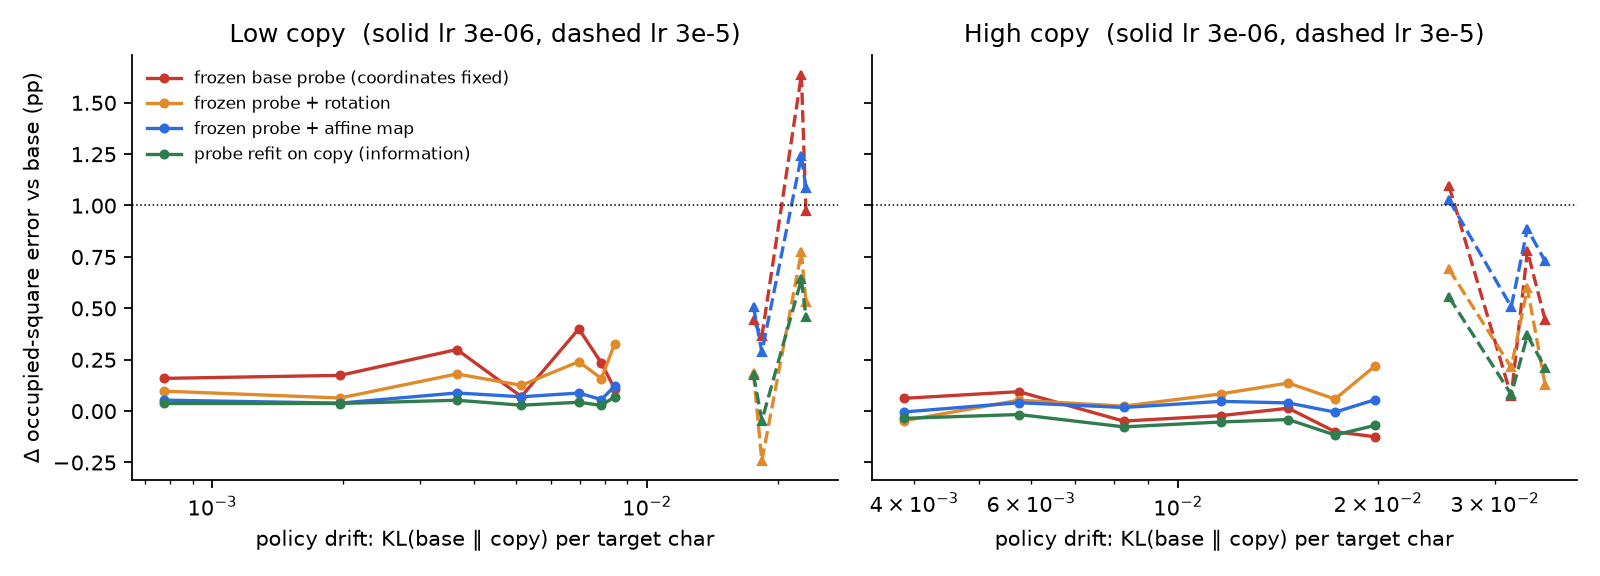 Low copy  (solid lr 3e-06, dashed lr 3e-5)
High copy  (solid lr 3e-06, dashed lr 3e-5)
Δ occupied-square error vs base (pp)
1.50
1.25
1.00
0.75
0.50
0.25
0.00
−0.25
frozen base probe (coordinates fixed)
frozen probe + rotation
frozen probe + affine map
probe refit on copy (information)
10⁻³
10⁻²
4 × 10⁻³
6 × 10⁻³
10⁻²
2 × 10⁻²
3 × 10⁻²
policy drift: KL(base ∥ copy) per target char
policy drift: KL(base ∥ copy) per target char